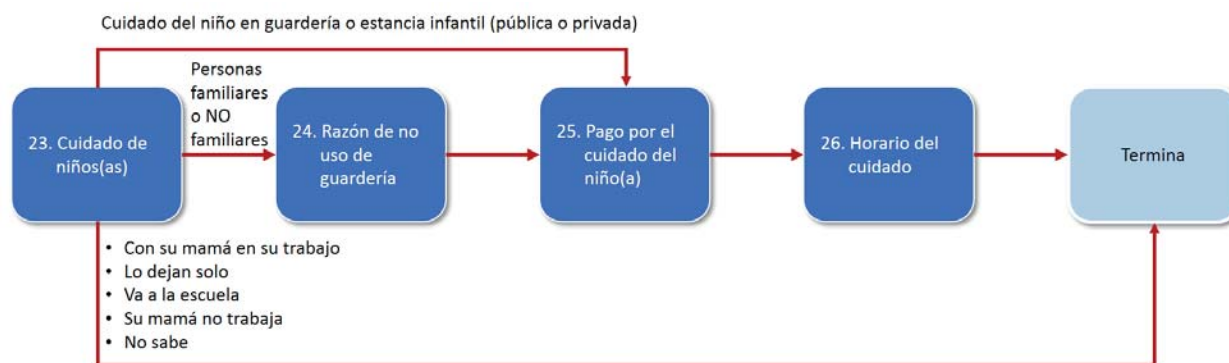 Cuidado del niño en guardería o estancia infantil (pública o privada)
Personas
familiares
o NO
familiares
23. Cuidado de
niños(as)
24. Razón de no
uso de
guardería
25. Pago por el
cuidado del
niño(a)
26. Horario del
cuidado
Termina
• Con su mamá en su trabajo
• Lo dejan solo
• Va a la escuela
• Su mamá no trabaja
• No sabe